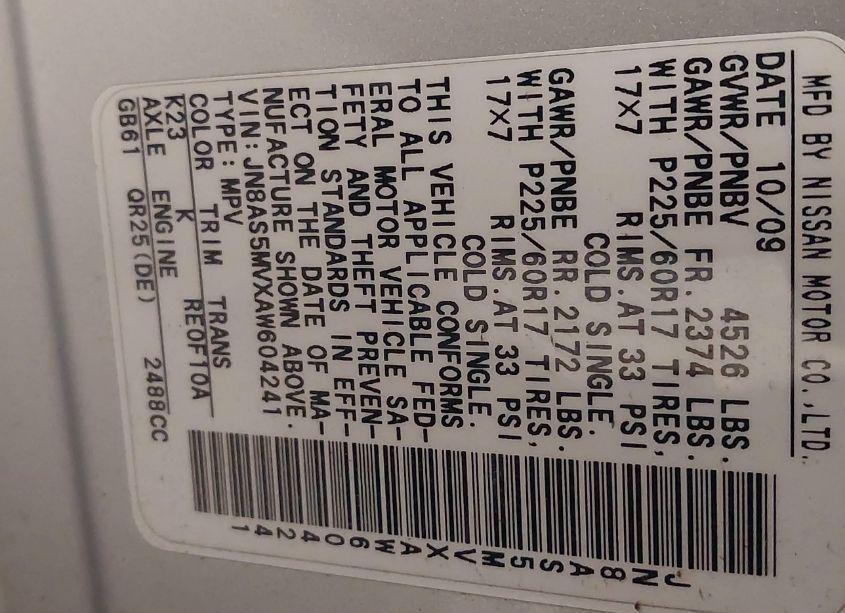 MFD BY NISSAN MOTOR CO.,LTD.
DATE 10/09
GVWR/PNBV 4526 LBS.
GAWR/PNBE FR. 2374 LBS.
WITH P225/60R17 TIRES,
17×7 RIMS.AT 33 PSI
COLD SINGLE.
GAWR/PNBE RR. 2172 LBS.
WITH P225/60R17 TIRES,
17×7 RIMS.AT 33 PSI
COLD SINGLE.
THIS VEHICLE CONFORMS
TO ALL APPLICABLE FED-
ERAL MOTOR VEHICLE SA-
FETY AND THEFT PREVEN-
TION STANDARDS IN EFF-
ECT ON THE DATE OF MA-
NUFACTURE SHOWN ABOVE.
VIN:JN8AS5MVXAW604241
TYPE:MPV
COLOR TRIM TRANS
K23 K RE0F10A
AXLE ENGINE
GB61 QR25(DE) 2488CC
JN8AS5MVXAW604241